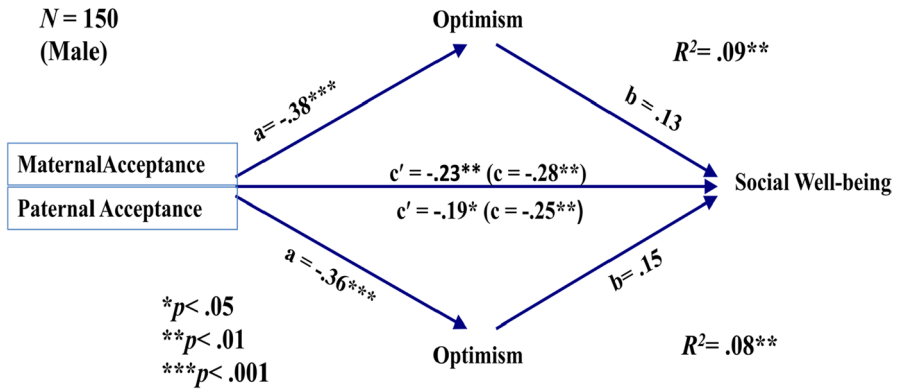 N = 150
(Male)
Optimism
R²= .09**
a= -.38***
b = .13
MaternalAcceptance
Paternal Acceptance
c′ = -.23** (c = -.28**)
c′ = -.19* (c = -.25**)
Social Well-being
a = -.36***
b= .15
*p< .05
**p< .01
***p< .001
Optimism
R²= .08**